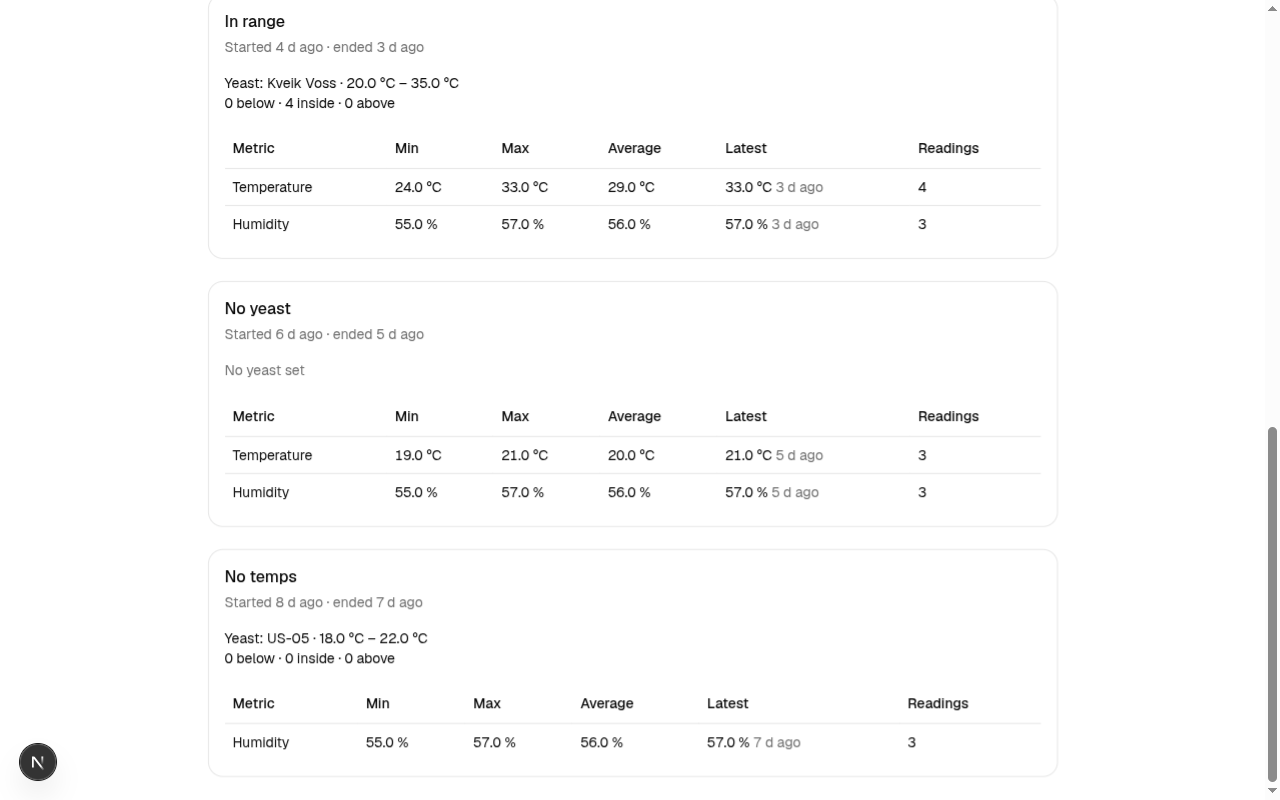 In range
Started 4 d ago · ended 3 d ago
Yeast: Kveik Voss · 20.0 °C – 35.0 °C
0 below · 4 inside · 0 above
Metric Min Max Average Latest Readings
Temperature 24.0 °C 33.0 °C 29.0 °C 33.0 °C 3 d ago 4
Humidity 55.0 % 57.0 % 56.0 % 57.0 % 3 d ago 3
No yeast
Started 6 d ago · ended 5 d ago
No yeast set
Metric Min Max Average Latest Readings
Temperature 19.0 °C 21.0 °C 20.0 °C 21.0 °C 5 d ago 3
Humidity 55.0 % 57.0 % 56.0 % 57.0 % 5 d ago 3
No temps
Started 8 d ago · ended 7 d ago
Yeast: US-05 · 18.0 °C – 22.0 °C
0 below · 0 inside · 0 above
Metric Min Max Average Latest Readings
Humidity 55.0 % 57.0 % 56.0 % 57.0 % 7 d ago 3
N